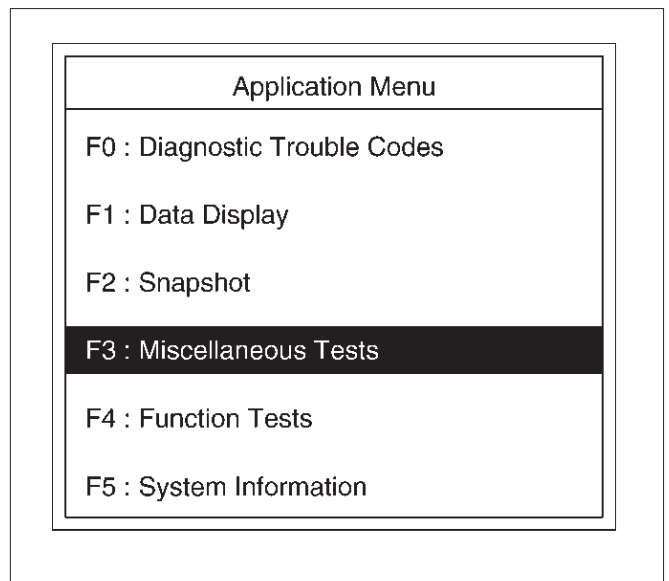 Application Menu
F0 : Diagnostic Trouble Codes
F1 : Data Display
F2 : Snapshot
F3 : Miscellaneous Tests
F4 : Function Tests
F5 : System Information